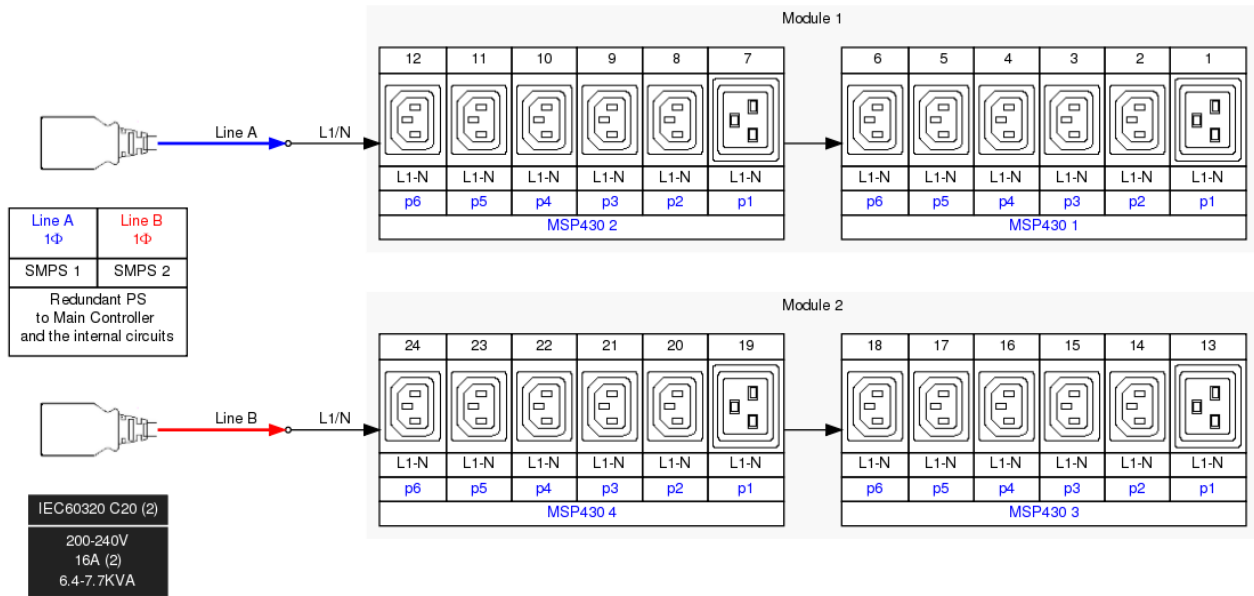 Module 1
12 11 10 9 8 7 6 5 4 3 2 1
Line A L1/N
L1-N L1-N L1-N L1-N L1-N L1-N L1-N L1-N L1-N L1-N L1-N L1-N
p6 p5 p4 p3 p2 p1 p6 p5 p4 p3 p2 p1
MSP430 2 MSP430 1
Line A Line B
1Φ 1Φ
SMPS 1 SMPS 2
Redundant PS
to Main Controller
and the internal circuits
Module 2
24 23 22 21 20 19 18 17 16 15 14 13
Line B L1/N
L1-N L1-N L1-N L1-N L1-N L1-N L1-N L1-N L1-N L1-N L1-N L1-N
p6 p5 p4 p3 p2 p1 p6 p5 p4 p3 p2 p1
MSP430 4 MSP430 3
IEC60320 C20 (2)
200-240V
16A (2)
6.4-7.7KVA